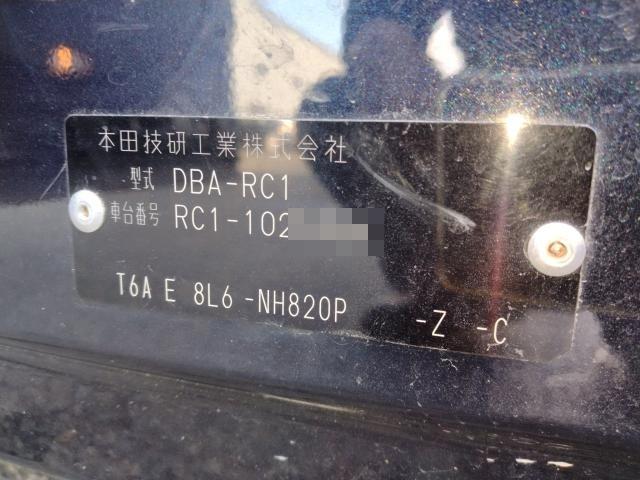 本田技研工業株式会社
型式 DBA-RC1
車台番号 RC1-102
T6A E 8L6 -NH820P -Z -C